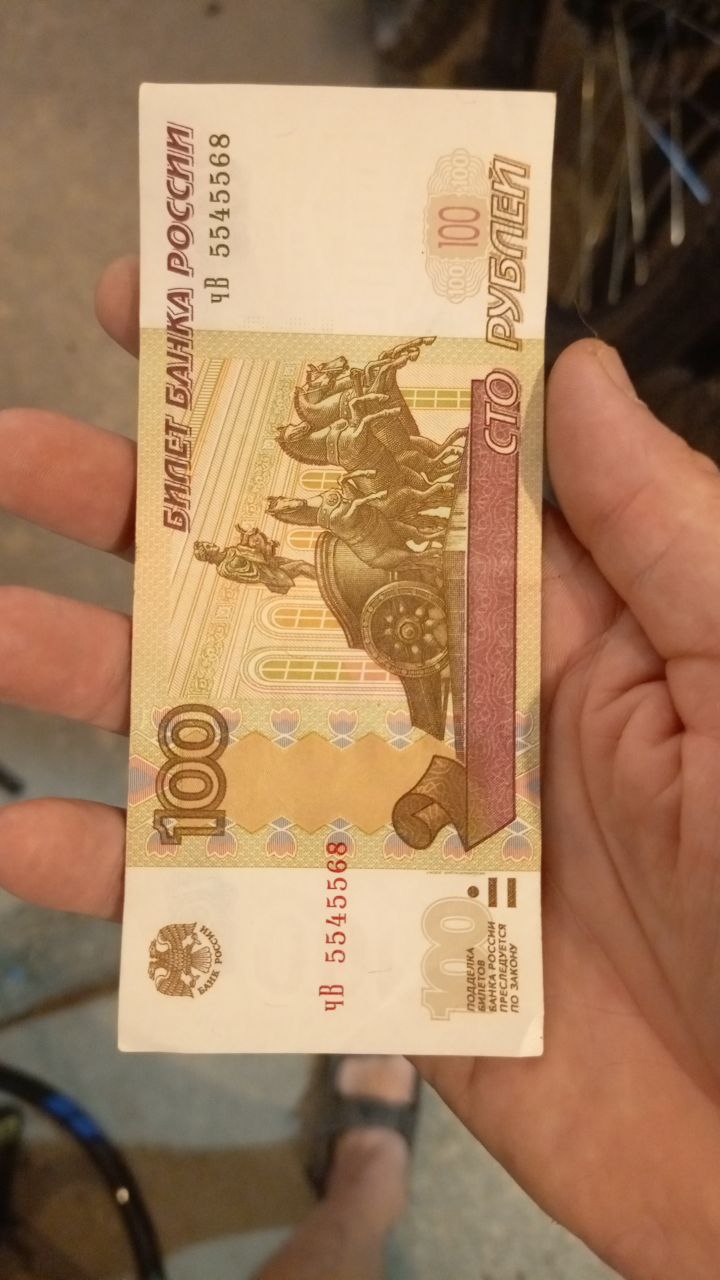 БАНК РОССИИ
100
БИЛЕТ БАНКА РОССИИ
чВ 5545568
чВ 5545568
100
ПОДДЕЛКА
БИЛЕТОВ
БАНКА РОССИИ
ПРЕСЛЕДУЕТСЯ
ПО ЗАКОНУ
100 100 100
СТО РУБЛЕЙ